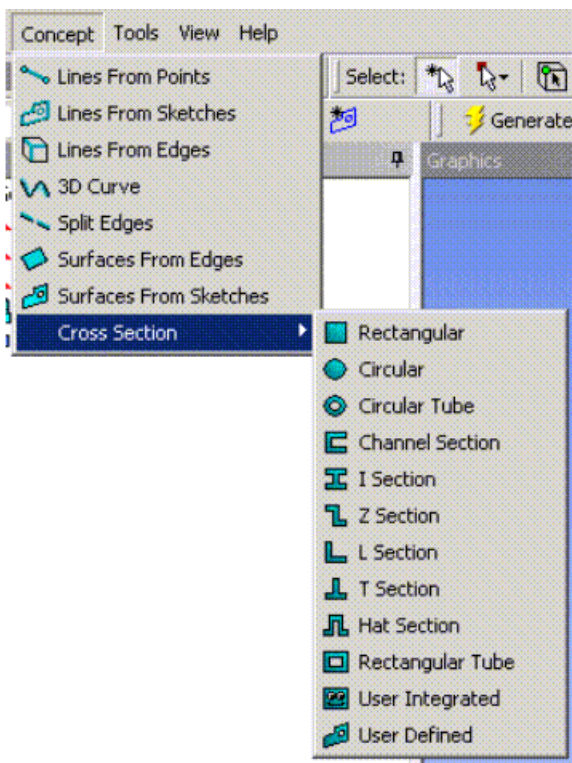 Concept Tools View Help
Lines From Points
Select:
Lines From Sketches
Generate
Lines From Edges
Graphics
3D Curve
Split Edges
Surfaces From Edges
Surfaces From Sketches
Cross Section
Rectangular
Circular
Circular Tube
Channel Section
I Section
Z Section
L Section
T Section
Hat Section
Rectangular Tube
User Integrated
User Defined